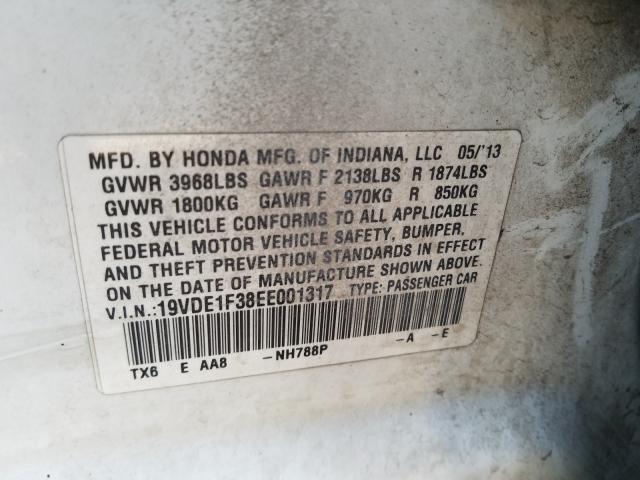 MFD. BY HONDA MFG. OF INDIANA, LLC 05/'13
GVWR 3968LBS GAWR F 2138LBS R 1874LBS
GVWR 1800KG GAWR F 970KG R 850KG
THIS VEHICLE CONFORMS TO ALL APPLICABLE
FEDERAL MOTOR VEHICLE SAFETY, BUMPER,
AND THEFT PREVENTION STANDARDS IN EFFECT
ON THE DATE OF MANUFACTURE SHOWN ABOVE.
V.I.N.:19VDE1F38EE001317 TYPE: PASSENGER CAR
TX6 E AA8 -NH788P -A -E